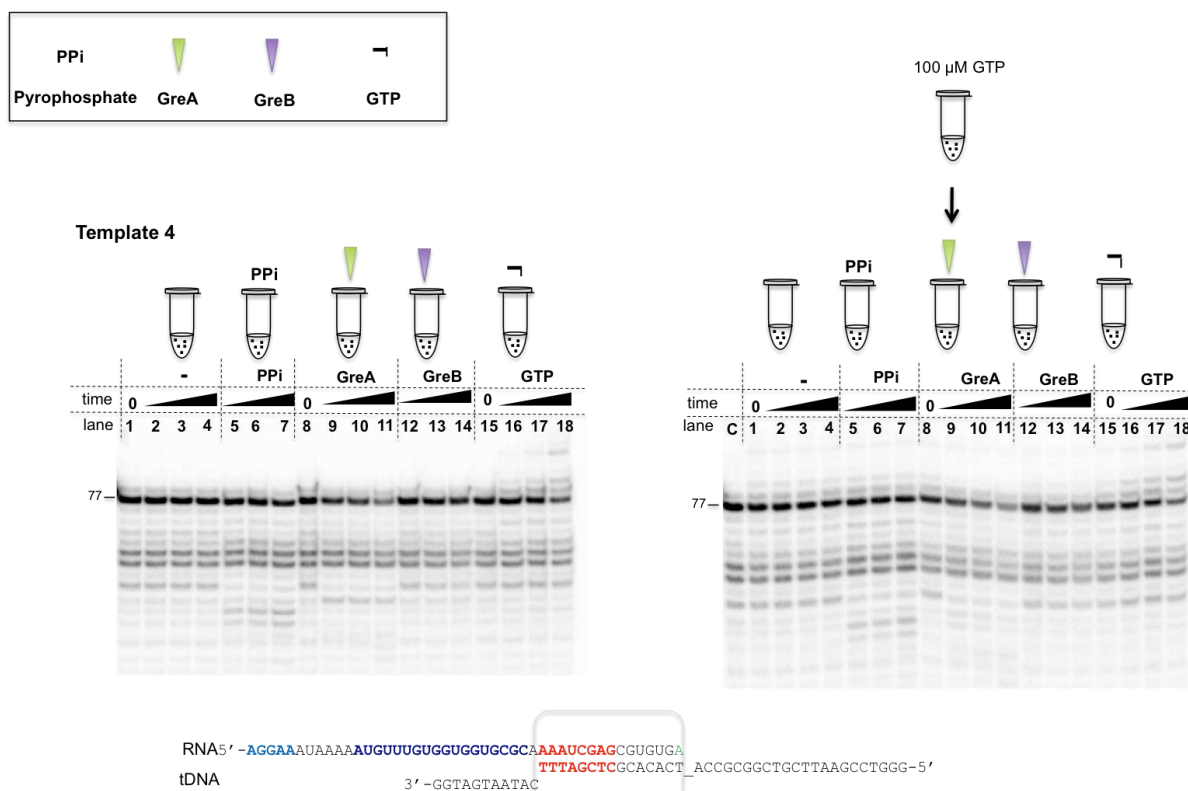 PPi
Pyrophosphate GreA GreB GTP
100 µM GTP
Template 4
PPi
PPi
- PPi GreA GreB GTP
time 0 0 0
lane 1 2 3 4 5 6 7 8 9 10 11 12 13 14 15 16 17 18
77
- PPi GreA GreB GTP
time 0 0 0
lane C 1 2 3 4 5 6 7 8 9 10 11 12 13 14 15 16 17 18
77
RNA5'-AGGAAAUAAAAAUGUUUGUGGUGGUGCGCAAAAUCGAGCGUGUGA
TTTAGCTCGCACACT_ACCGCGGCTGCTTAAGCCTGGG-5'
tDNA 3'-GGTAGTAATAC